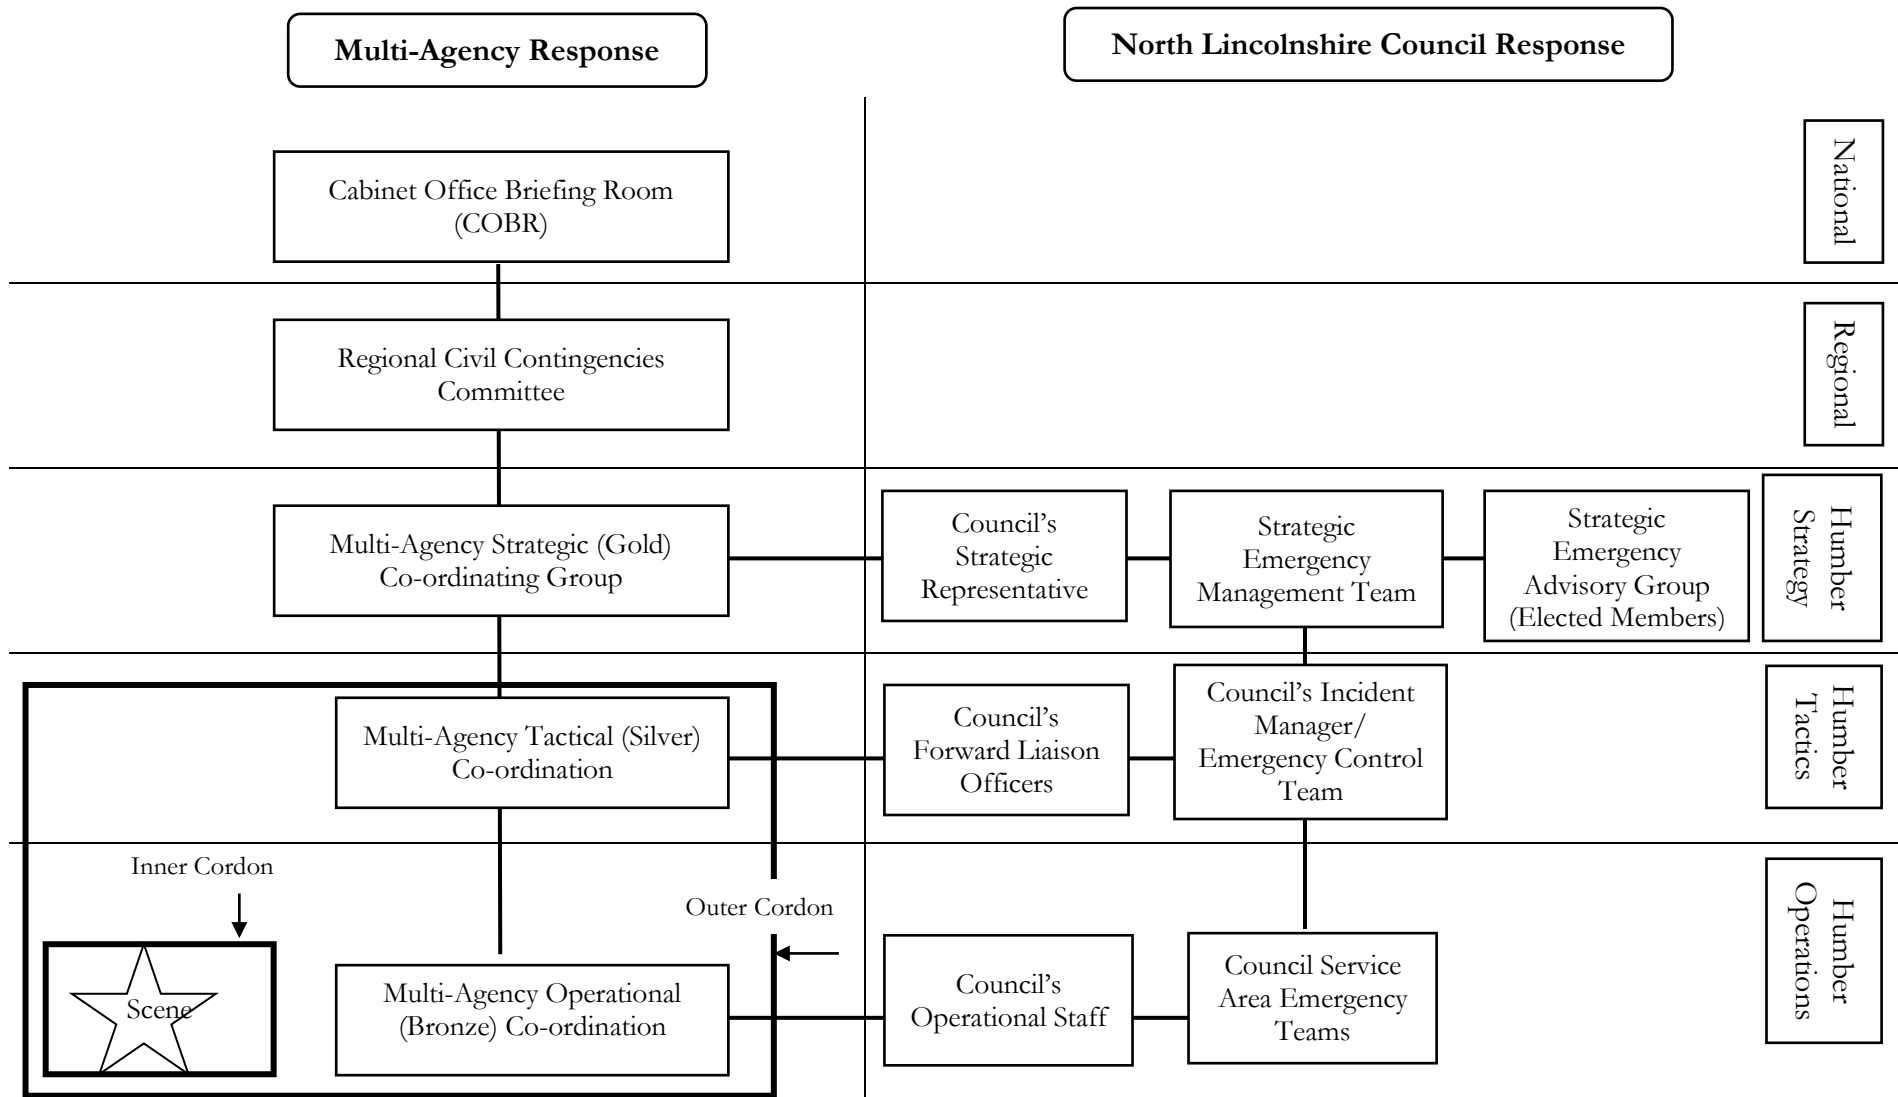 Multi-Agency Response
North Lincolnshire Council Response
Cabinet Office Briefing Room
(COBR)
National
Regional Civil Contingencies
Committee
Regional
Multi-Agency Strategic (Gold)
Co-ordinating Group
Council’s
Strategic
Representative
Strategic
Emergency
Management Team
Strategic
Emergency
Advisory Group
(Elected Members)
Humber
Strategy
Multi-Agency Tactical (Silver)
Co-ordination
Council’s
Forward Liaison
Officers
Council’s Incident
Manager/
Emergency Control
Team
Humber
Tactics
Inner Cordon
Outer Cordon
Scene
Multi-Agency Operational
(Bronze) Co-ordination
Council’s
Operational Staff
Council Service
Area Emergency
Teams
Humber
Operations